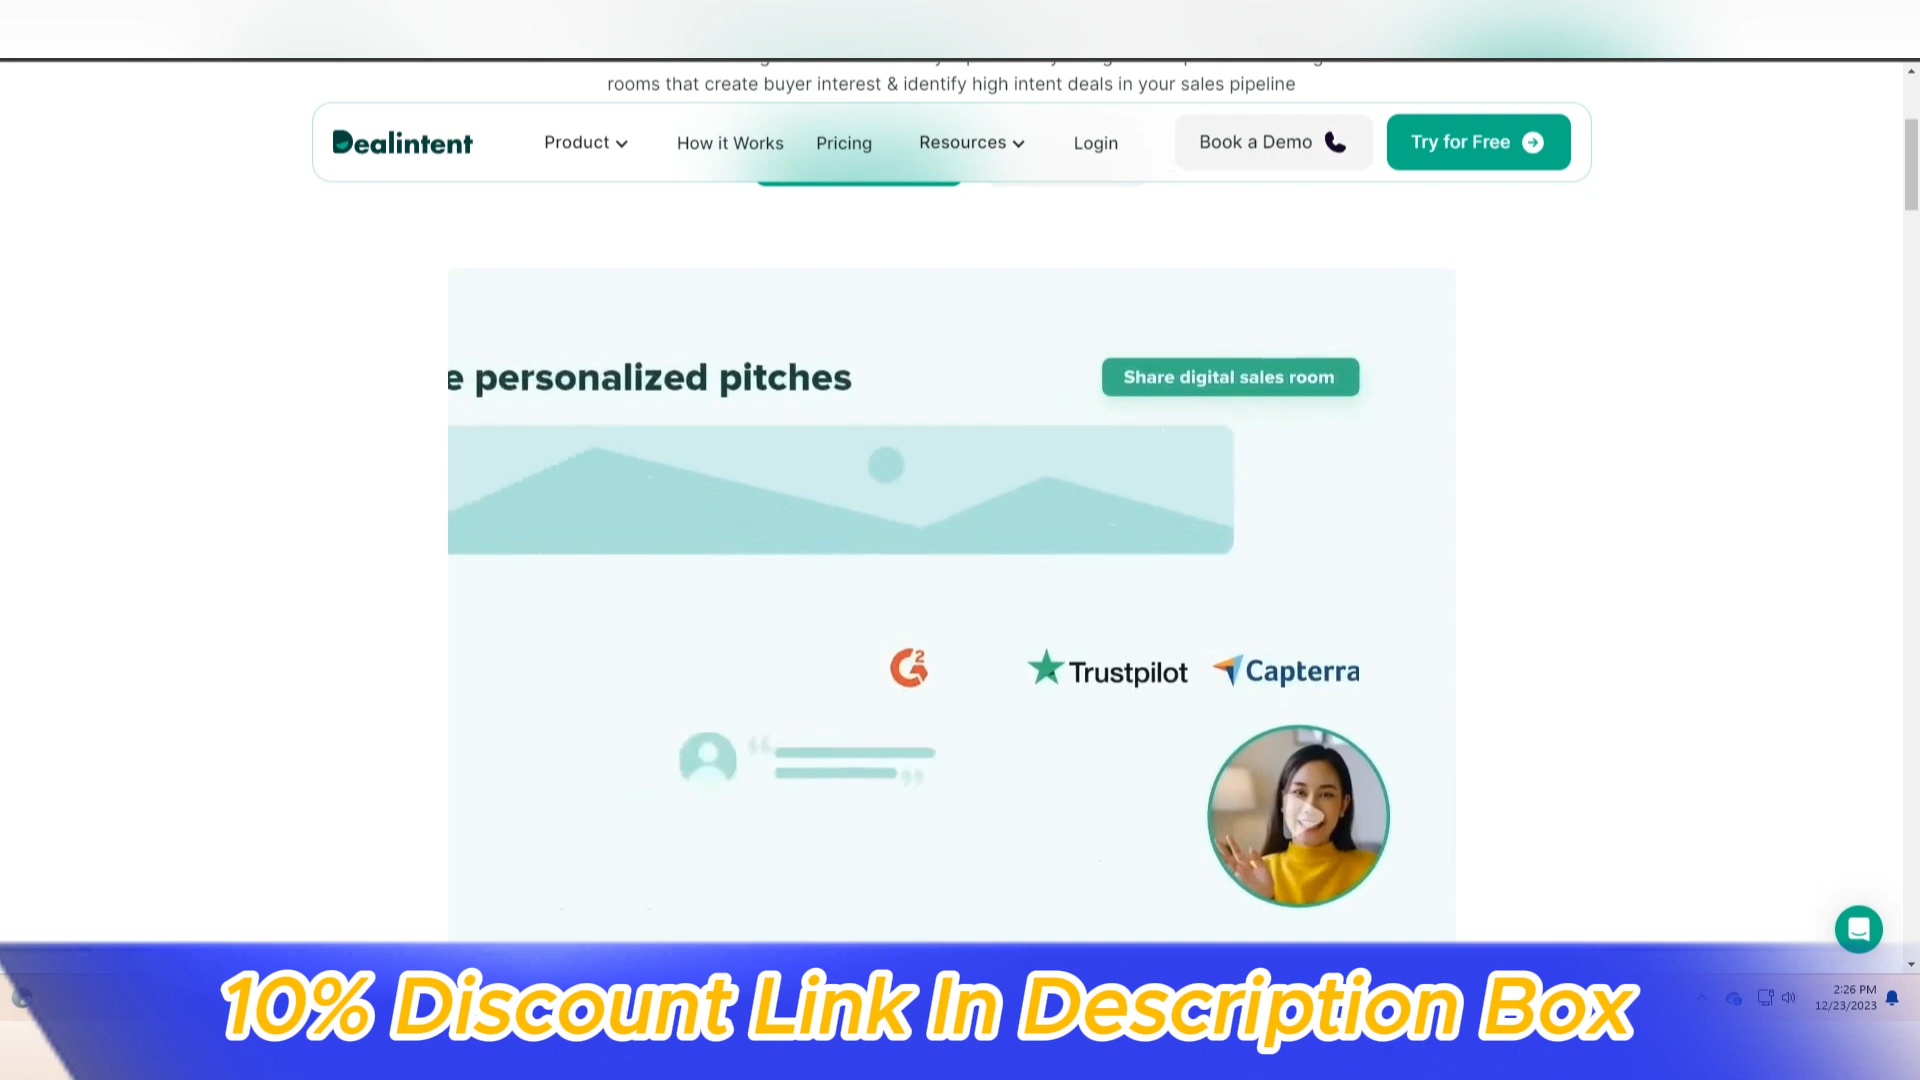 rooms that create buyer interest & identify high intent deals in your sales pipeline
Dealintent
Product
How it Works
Pricing
Resources
Login
Book a Demo
Try for Free
e personalized pitches
Share digital sales room
G2
Trustpilot
Capterra
2:26 PM
12/23/2023
10% Discount Link In Description Box